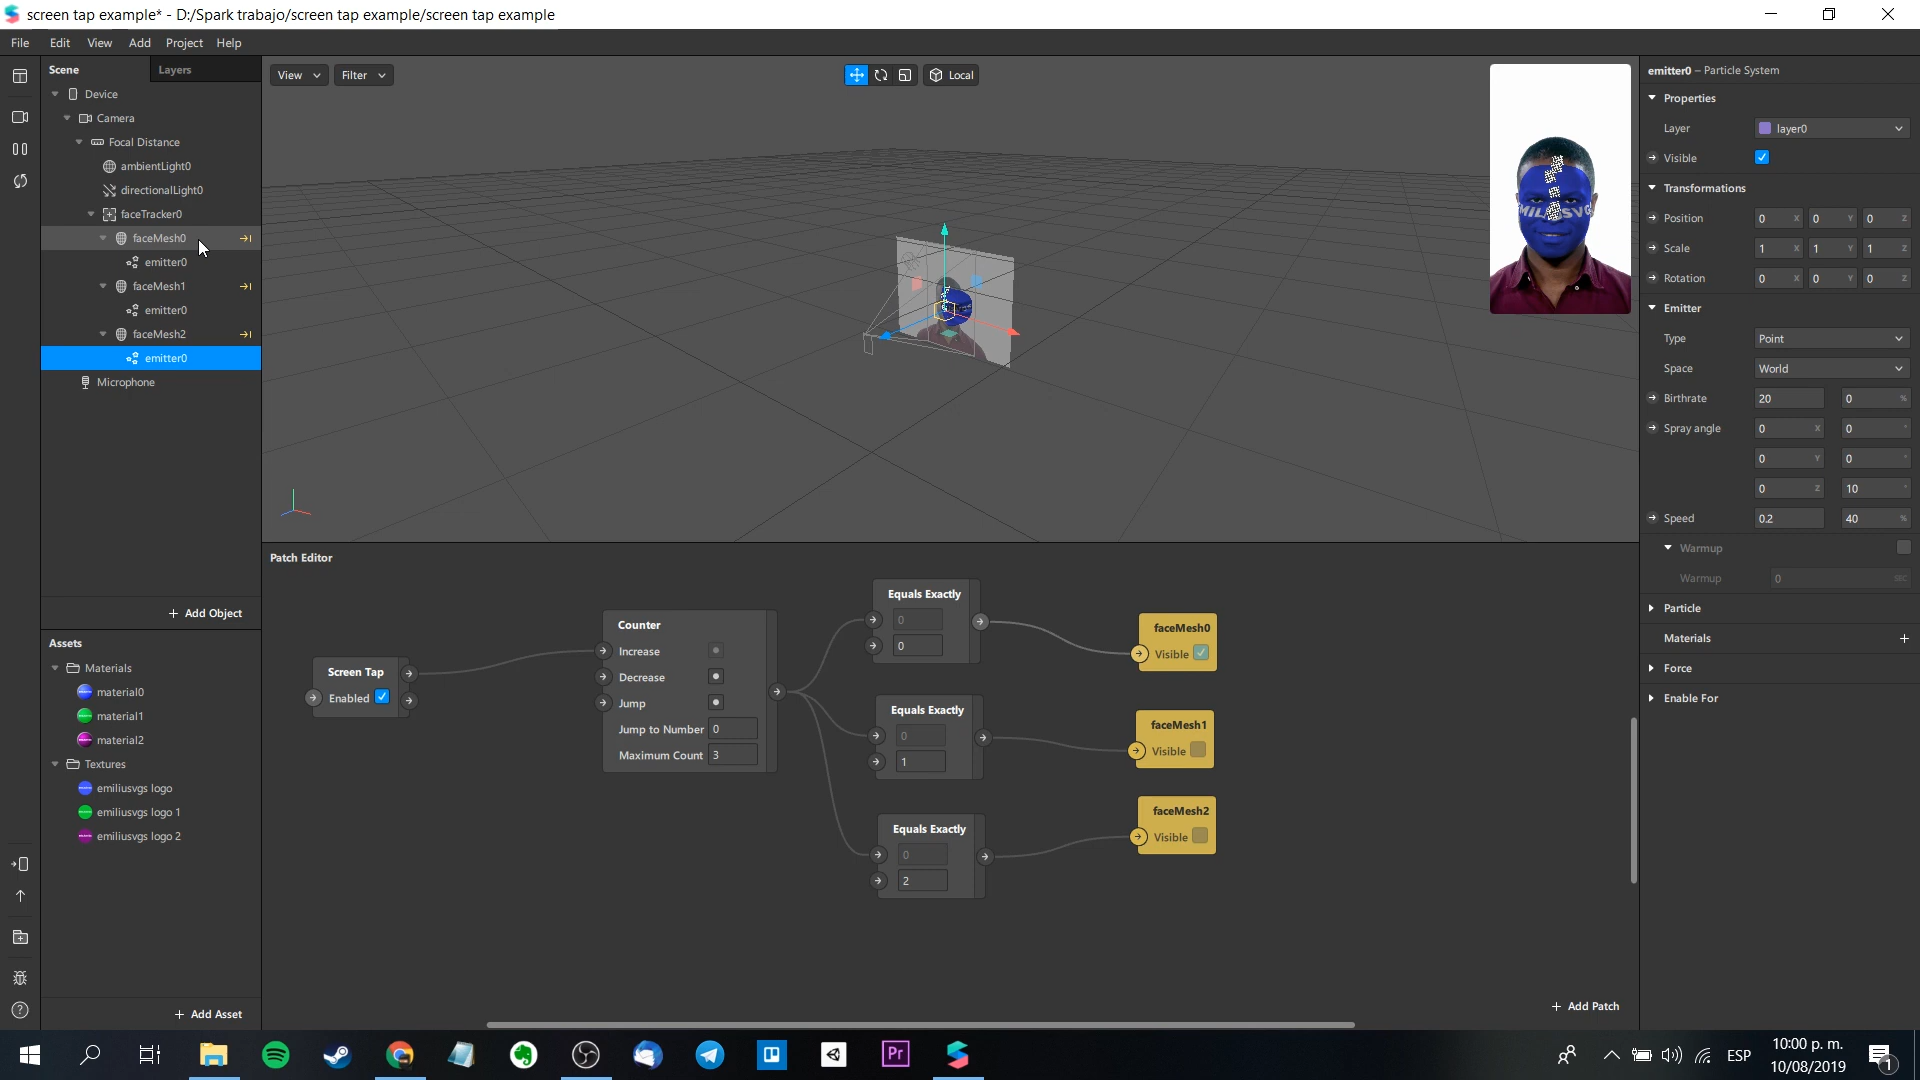 screen tap example* - D:/Spark trabajo/screen tap example/screen tap example
File Edit View Add Project Help
Scene Layers
Device
Camera
Focal Distance
ambientLight0
directionalLight0
faceTracker0
faceMesh0
emitter0
faceMesh1
emitter0
faceMesh2
emitter0
Microphone
+ Add Object
Assets
Materials
material0
material1
material2
Textures
emiliusvgs logo
emiliusvgs logo 1
emiliusvgs logo 2
+ Add Asset
View Filter Local
Patch Editor
Screen Tap
Enabled
Counter
Increase
Decrease
Jump
Jump to Number 0
Maximum Count 3
Equals Exactly
0
0
Equals Exactly
0
1
Equals Exactly
0
2
faceMesh0
Visible
faceMesh1
Visible
faceMesh2
Visible
+ Add Patch
emitter0 – Particle System
Properties
Layer layer0
Visible
Transformations
Position 0 X 0 Y 0 Z
Scale 1 X 1 Y 1 Z
Rotation 0 X 0 Y 0 Z
Emitter
Type Point
Space World
Birthrate 20 0 %
Spray angle 0 X 0 °
0 Y 0 °
0 Z 10 °
Speed 0.2 40 %
Warmup
Warmup 0 SEC
Particle
Materials +
Force
Enable For
Pr
ESP
10:00 p. m.
10/08/2019
1